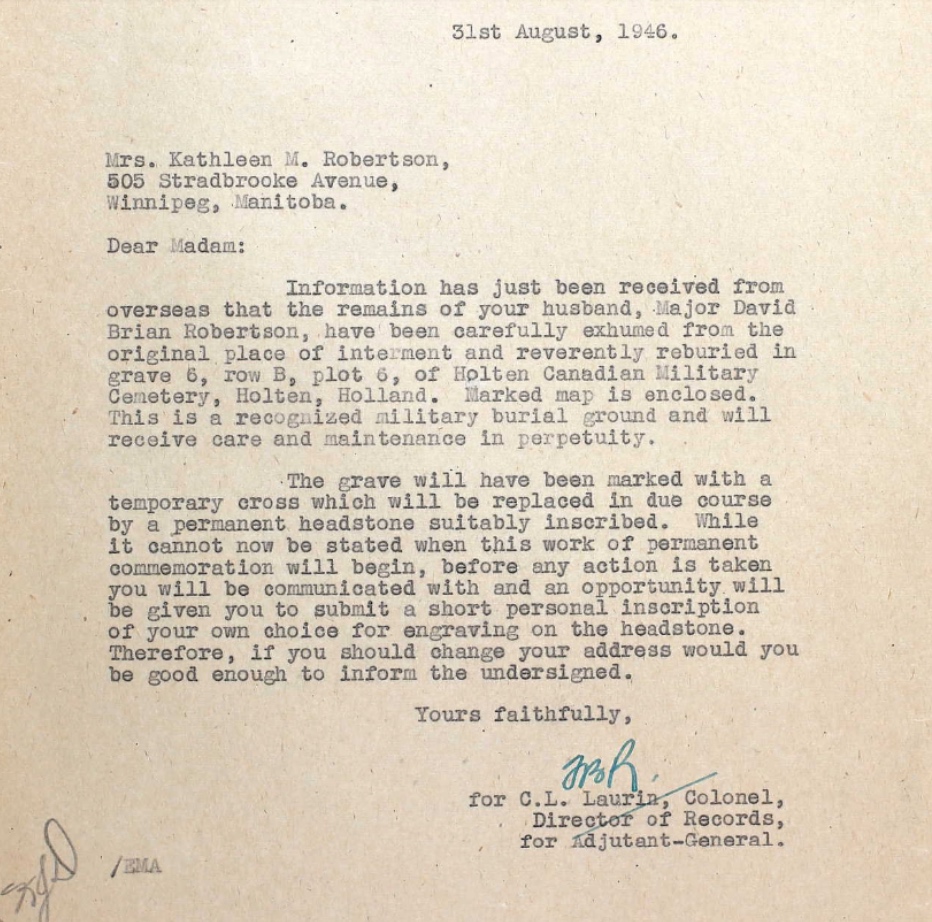 31st August, 1946.
Mrs. Kathleen M. Robertson,
505 Stradbrooke Avenue,
Winnipeg, Manitoba.
Dear Madam:
Information has just been received from
overseas that the remains of your husband, Major David
Brian Robertson, have been carefully exhumed from the
original place of interment and reverently reburied in
grave 6, row B, plot 6, of Holten Canadian Military
Cemetery, Holten, Holland. Marked map is enclosed.
This is a recognized military burial ground and will
receive care and maintenance in perpetuity.
The grave will have been marked with a
temporary cross which will be replaced in due course
by a permanent headstone suitably inscribed. While
it cannot now be stated when this work of permanent
commemoration will begin, before any action is taken
you will be communicated with and an opportunity will
be given you to submit a short personal inscription
of your own choice for engraving on the headstone.
Therefore, if you should change your address would you
be good enough to inform the undersigned.
Yours faithfully,
for C.L. Laurin, Colonel,
Director of Records,
for Adjutant-General.
/EMA